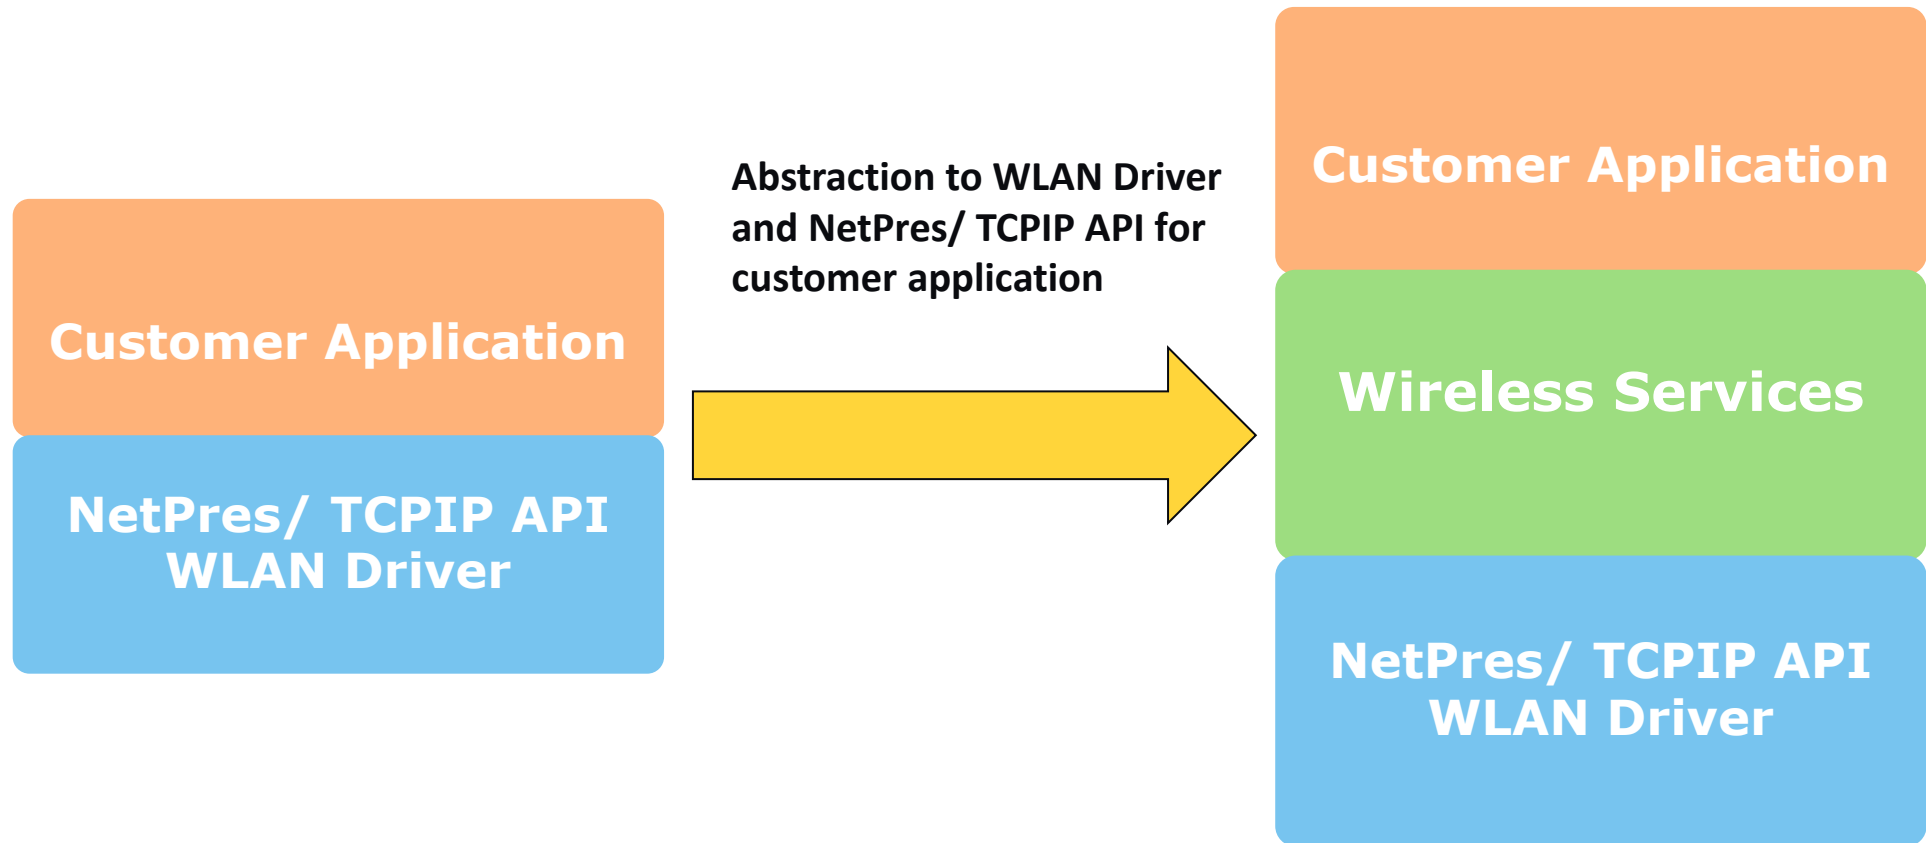 Customer Application
NetPres/ TCPIP API
WLAN Driver
Abstraction to WLAN Driver
and NetPres/ TCPIP API for
customer application
Customer Application
Wireless Services
NetPres/ TCPIP API
WLAN Driver